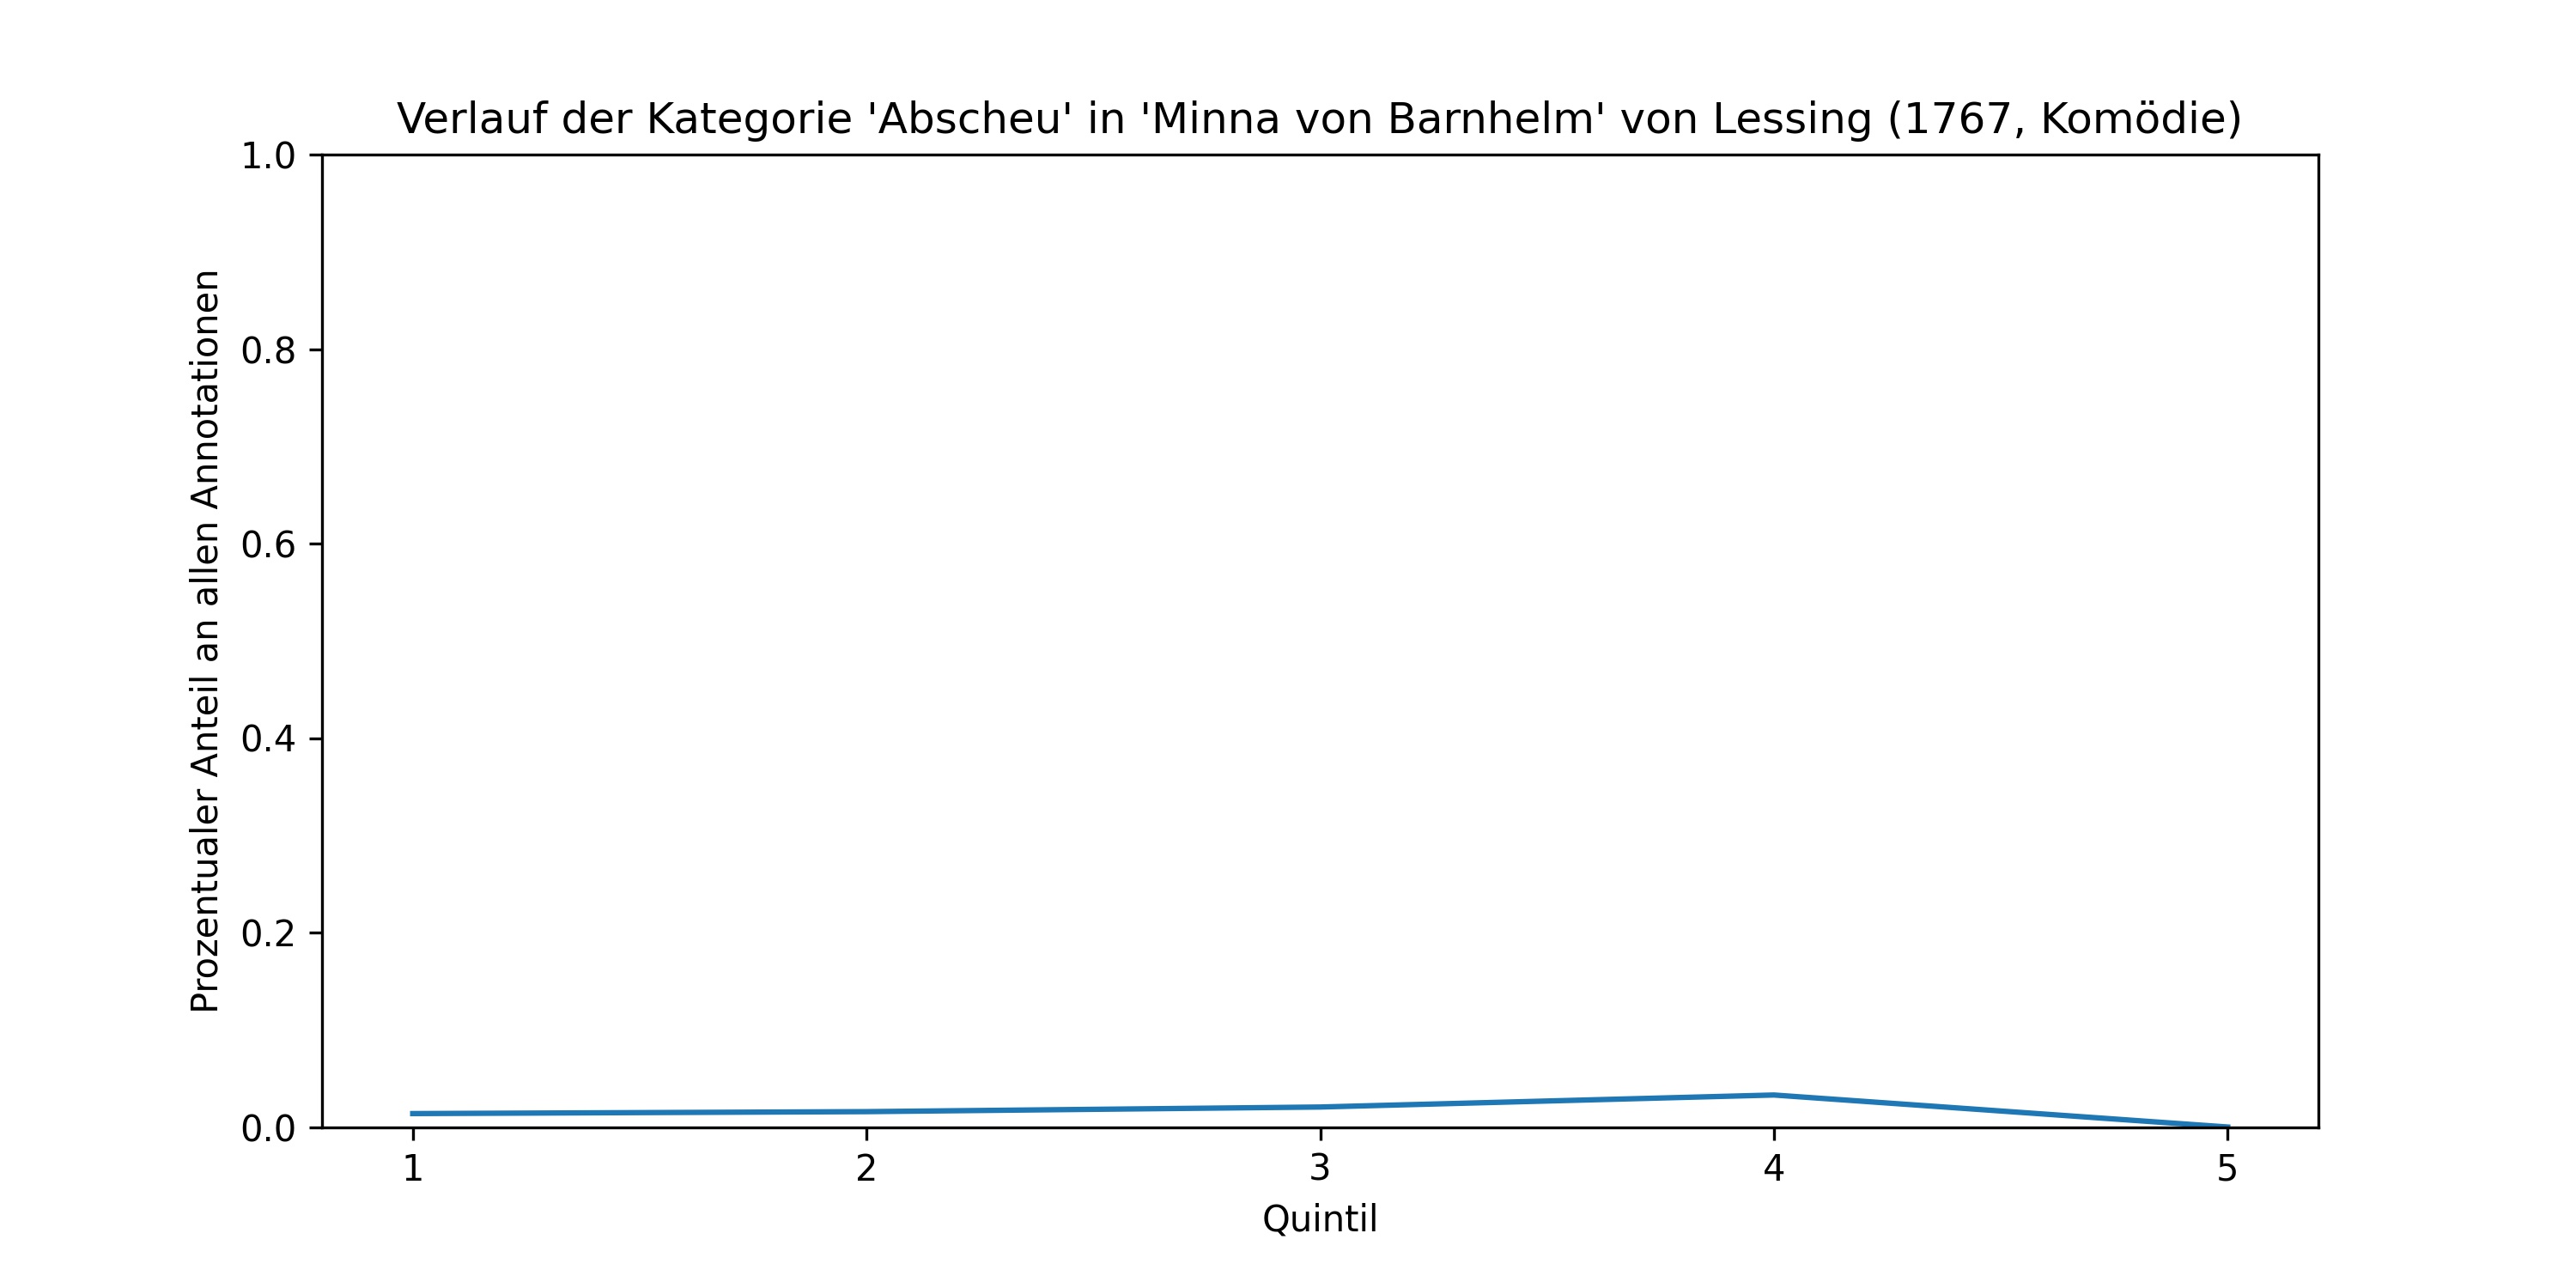 Verlauf der Kategorie 'Abscheu' in 'Minna von Barnhelm' von Lessing (1767, Komödie)
Prozentualer Anteil an allen Annotationen
1.0
0.8
0.6
0.4
0.2
0.0
1 2 3 4 5
Quintil